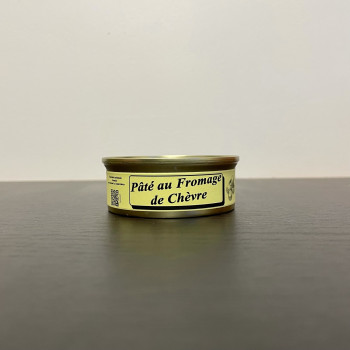 Pâté au Fromage
de Chèvre